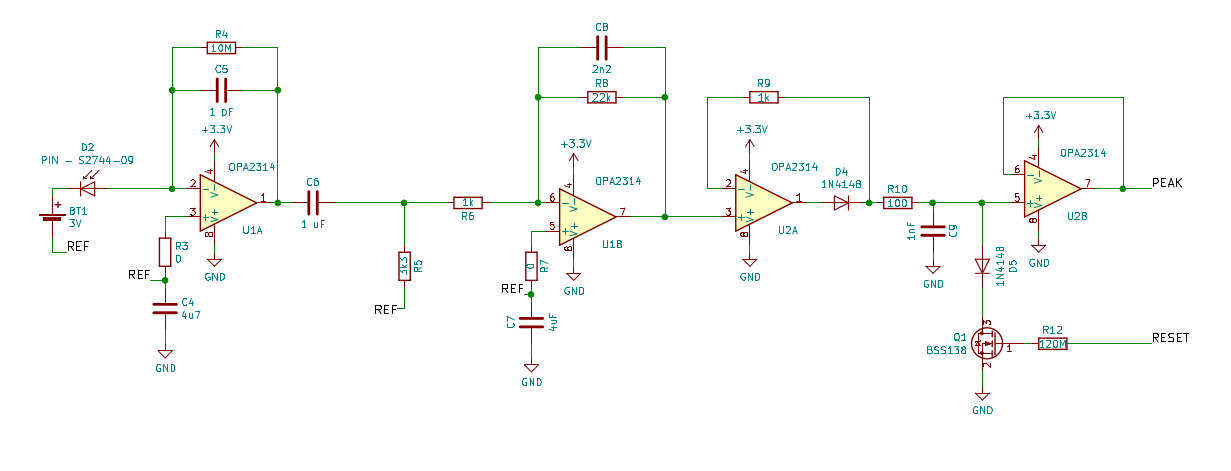 R4
10M
C5
1 pF
+3.3V
D2
PIN - S2744-09
4
OPA2314
2
V-
1
3
V+
8
U1A
GND
+
BT1
3V
REF
R3
0
REF
C4
4u7
GND
C6
1 uF
3k3
R5
REF
1k
R6
C8
2n2
R8
22k
+3.3V
4
OPA2314
6
V-
7
5
V+
8
U1B
GND
0
R7
REF
C7
4uF
GND
R9
1k
+3.3V
4
OPA2314
2
V-
1
3
V+
8
U2A
GND
D4
1N4148
R10
100
1nF
C9
GND
+3.3V
4
OPA2314
6
V-
7
5
V+
8
U2B
GND
PEAK
1N4148
D5
3
Q1
BSS138
1
2
GND
R12
120M
RESET